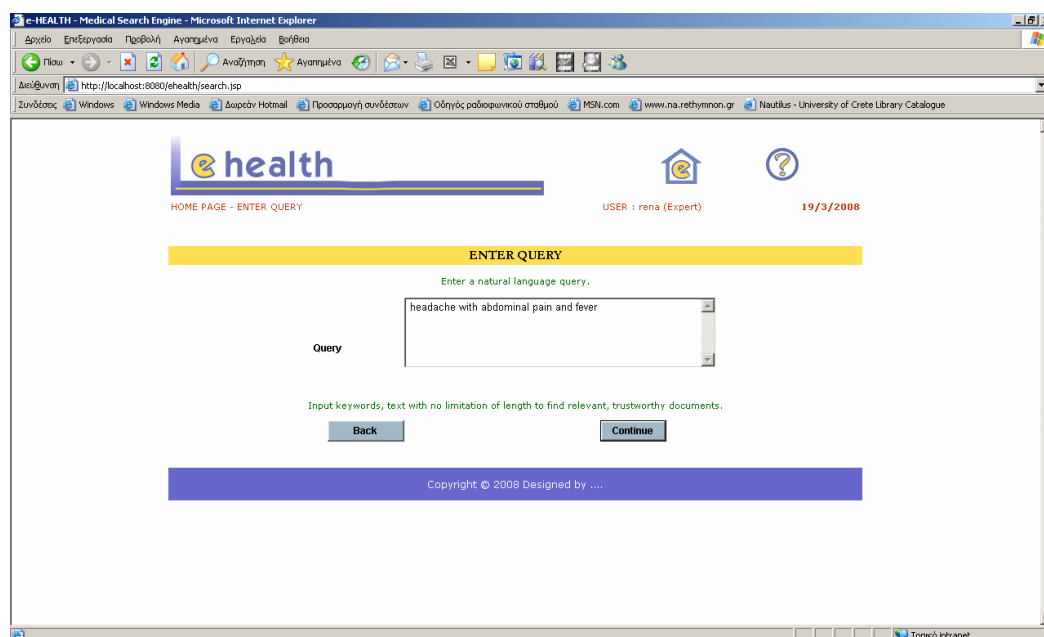 e-HEALTH - Medical Search Engine - Microsoft Internet Explorer
Αρχείο Επεξεργασία Προβολή Αγαπημένα Εργαλεία Βοήθεια
Πίσω Αναζήτηση Αγαπημένα
Διεύθυνση http://localhost:8080/ehealth/search.jsp
Συνδέσεις Windows Windows Media Δωρεάν Hotmail Προσαρμογή συνδέσεων Οδηγός ραδιοφωνικού σταθμού MSN.com www.na.rethymnon.gr Nautilus - University of Crete Library Catalogue
e health
HOME PAGE - ENTER QUERY USER : rena (Expert) 19/3/2008
ENTER QUERY
Enter a natural language query.
headache with abdominal pain and fever
Query
Input keywords, text with no limitation of length to find relevant, trustworthy documents.
Back Continue
Copyright © 2008 Designed by ....
Τοπικό intranet